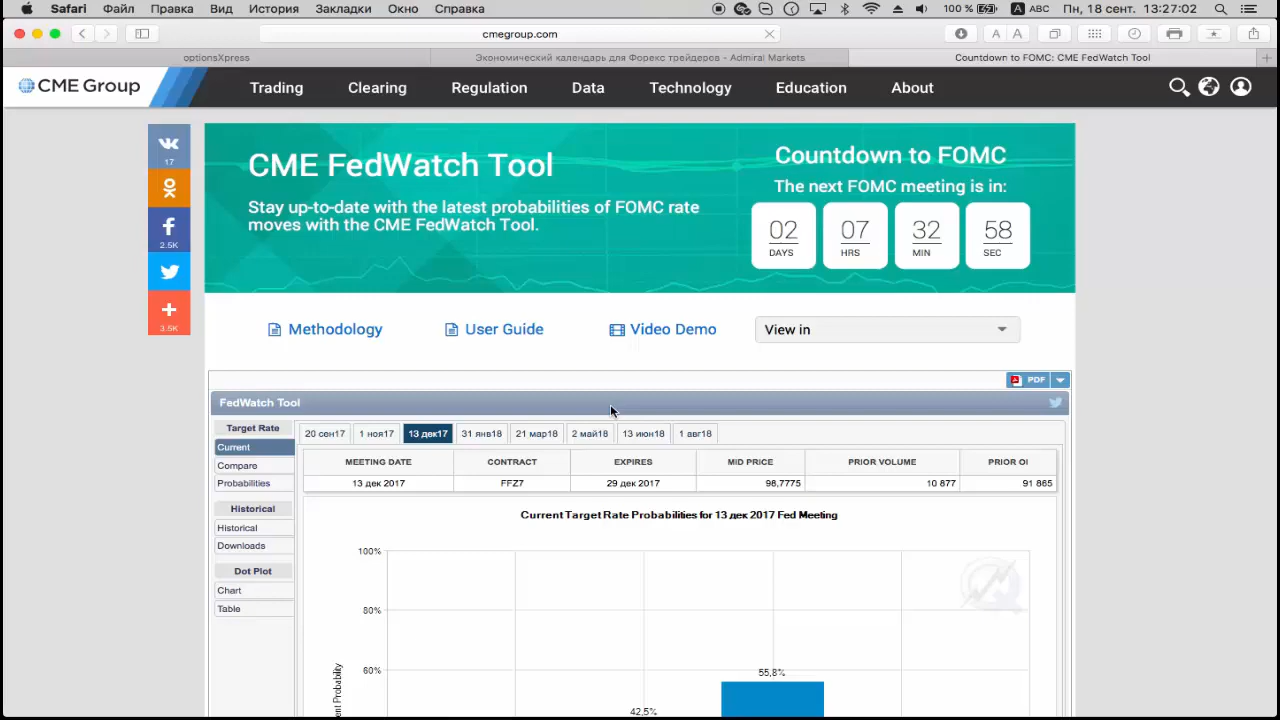 Safari Файл Правка Вид История Закладки Окно Справка 100 % A ABC Пн, 18 сент. 13:27:02
cmegroup.com
A A
optionsXpress Экономический календарь для Форекс трейдеров - Admiral Markets Countdown to FOMC: CME FedWatch Tool
CME Group Trading Clearing Regulation Data Technology Education About
17
2.5K
3.5K
CME FedWatch Tool
Stay up-to-date with the latest probabilities of FOMC rate
moves with the CME FedWatch Tool.
Countdown to FOMC
The next FOMC meeting is in:
02 07 32 58
DAYS HRS MIN SEC
Methodology User Guide Video Demo View in
PDF
FedWatch Tool
Target Rate
Current
Compare
Probabilities
Historical
Historical
Downloads
Dot Plot
Chart
Table
20 сен17 1 ноя17 13 дек17 31 янв18 21 мар18 2 май18 13 июн18 1 авг18
MEETING DATE CONTRACT EXPIRES MID PRICE PRIOR VOLUME PRIOR OI
13 дек 2017 FFZ7 29 дек 2017 98,7775 10 877 91 865
Current Target Rate Probabilities for 13 дек 2017 Fed Meeting
100%
80%
60%
55,8%
42,5%
Probability